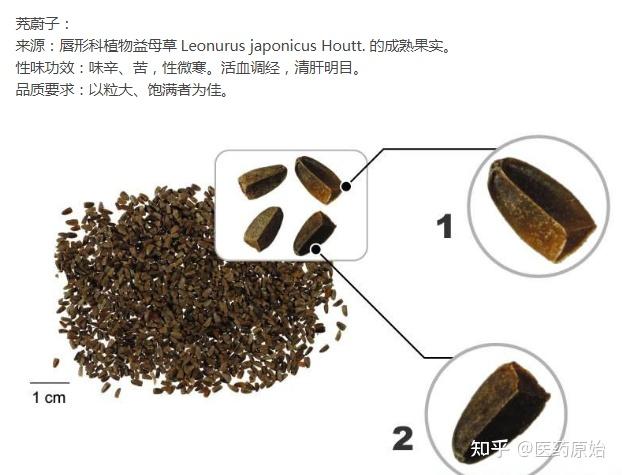 茺蔚子：
来源：唇形科植物益母草 Leonurus japonicus Houtt. 的成熟果实。
性味功效：味辛、苦，性微寒。活血调经，清肝明目。
品质要求：以粒大、饱满者为佳。
1
1 cm
2
知乎 @医药原始